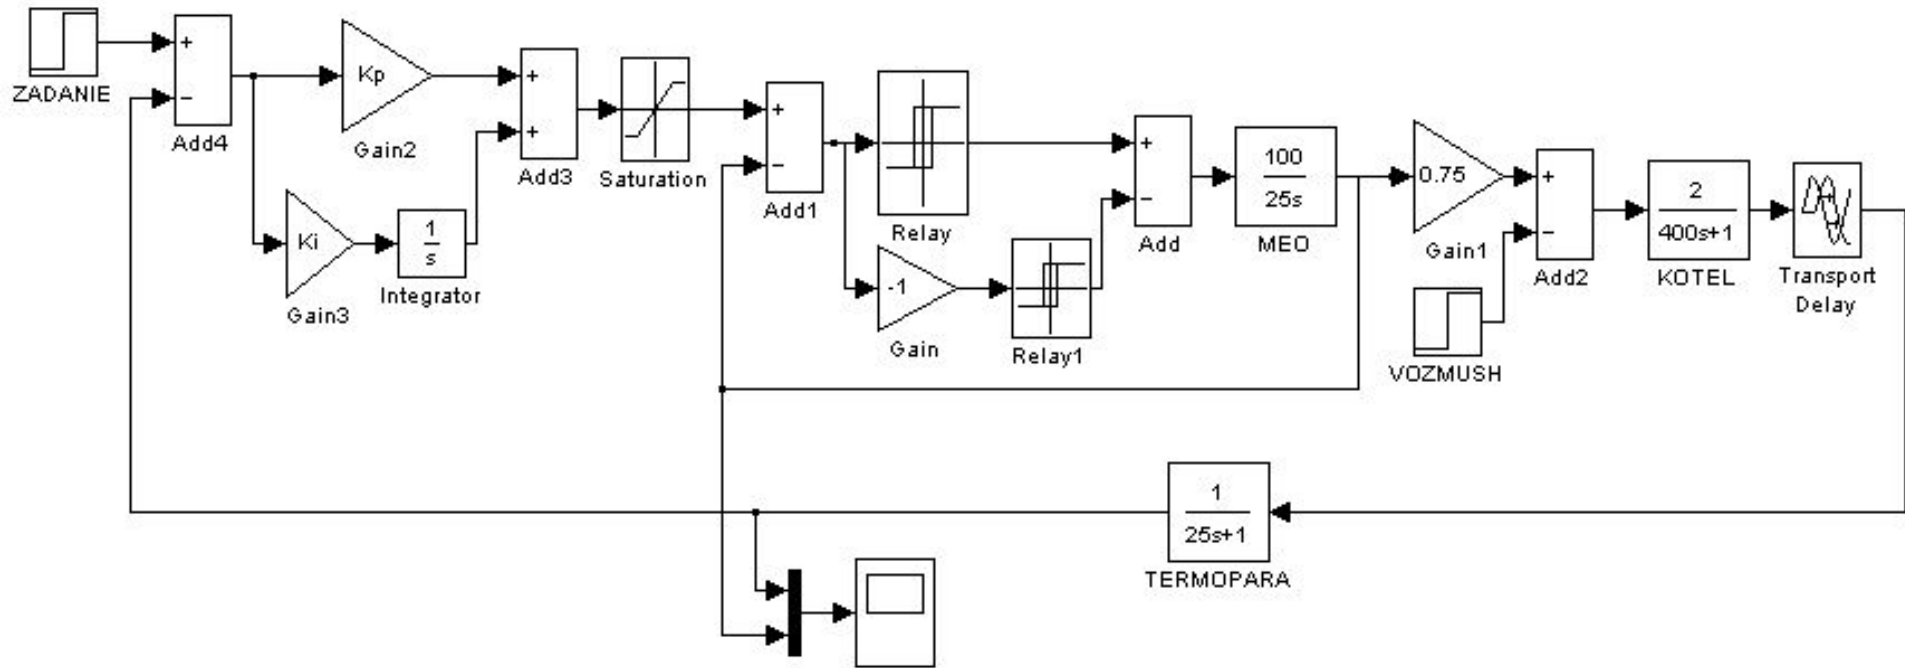 ZADANIE
+
−
Add4
Kp
Gain2
Ki
Gain3
1
s
Integrator
+
+
Add3
Saturation
+
−
Add1
Relay
-1
Gain
Relay1
+
−
Add
100
25s
MEO
0.75
Gain1
VOZMUSH
+
−
Add2
2
400s+1
KOTEL
Transport
Delay
1
25s+1
TERMOPARA